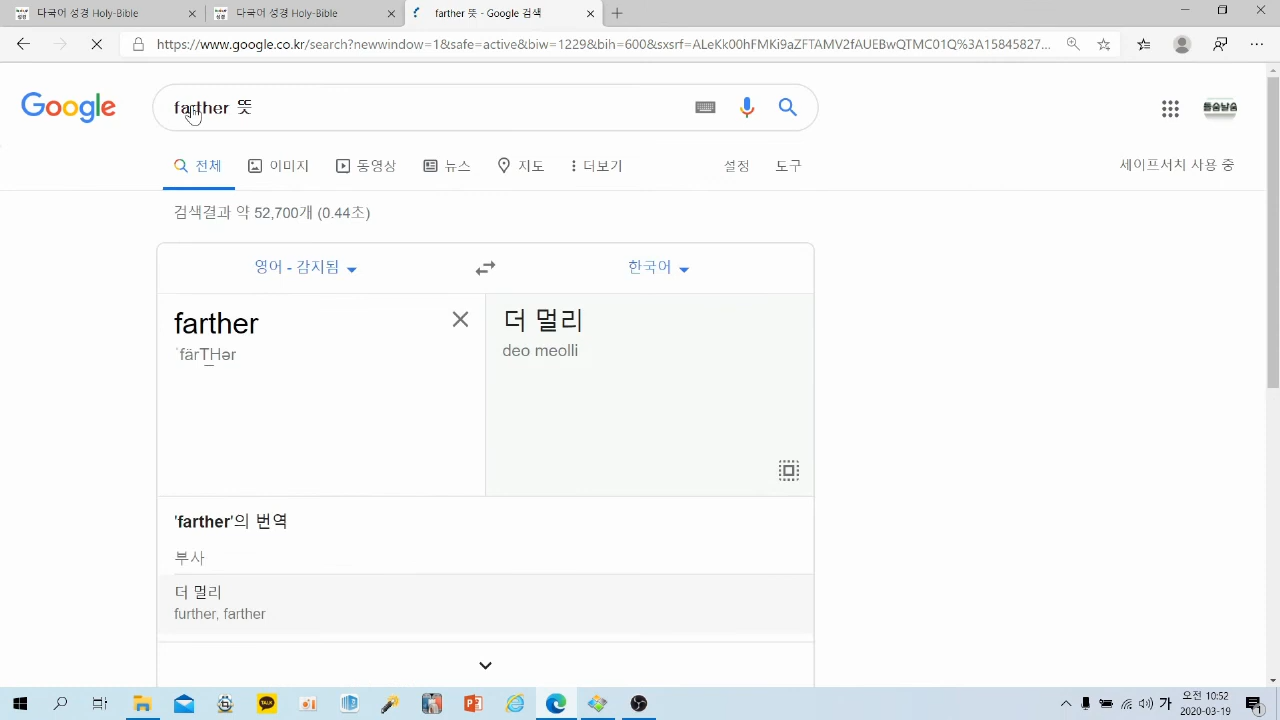 다국어 성경 Holy-Bible
다국어 성경 Holy-Bible
farther 뜻 - Google 검색
https://www.google.co.kr/search?newwindow=1&safe=active&biw=1229&bih=600&sxsrf=ALeKk00hFMKi9aZFTAMV2fAUEBwQTMC01Q%3A15845827...
Google
farther 뜻
전체
이미지
동영상
뉴스
지도
더보기
설정
도구
세이프서치 사용 중
검색결과 약 52,700개 (0.44초)
영어 - 감지됨
한국어
farther
ˈfärT͟Hər
더 멀리
deo meolli
'farther'의 번역
부사
더 멀리
further, farther
TALK
가
오전 10:52
2020-03-19
1